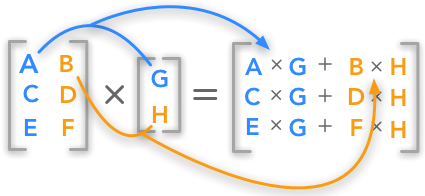 A B G A × G + B × H
C D × = C × G + D × H
E F H E × G + F × H